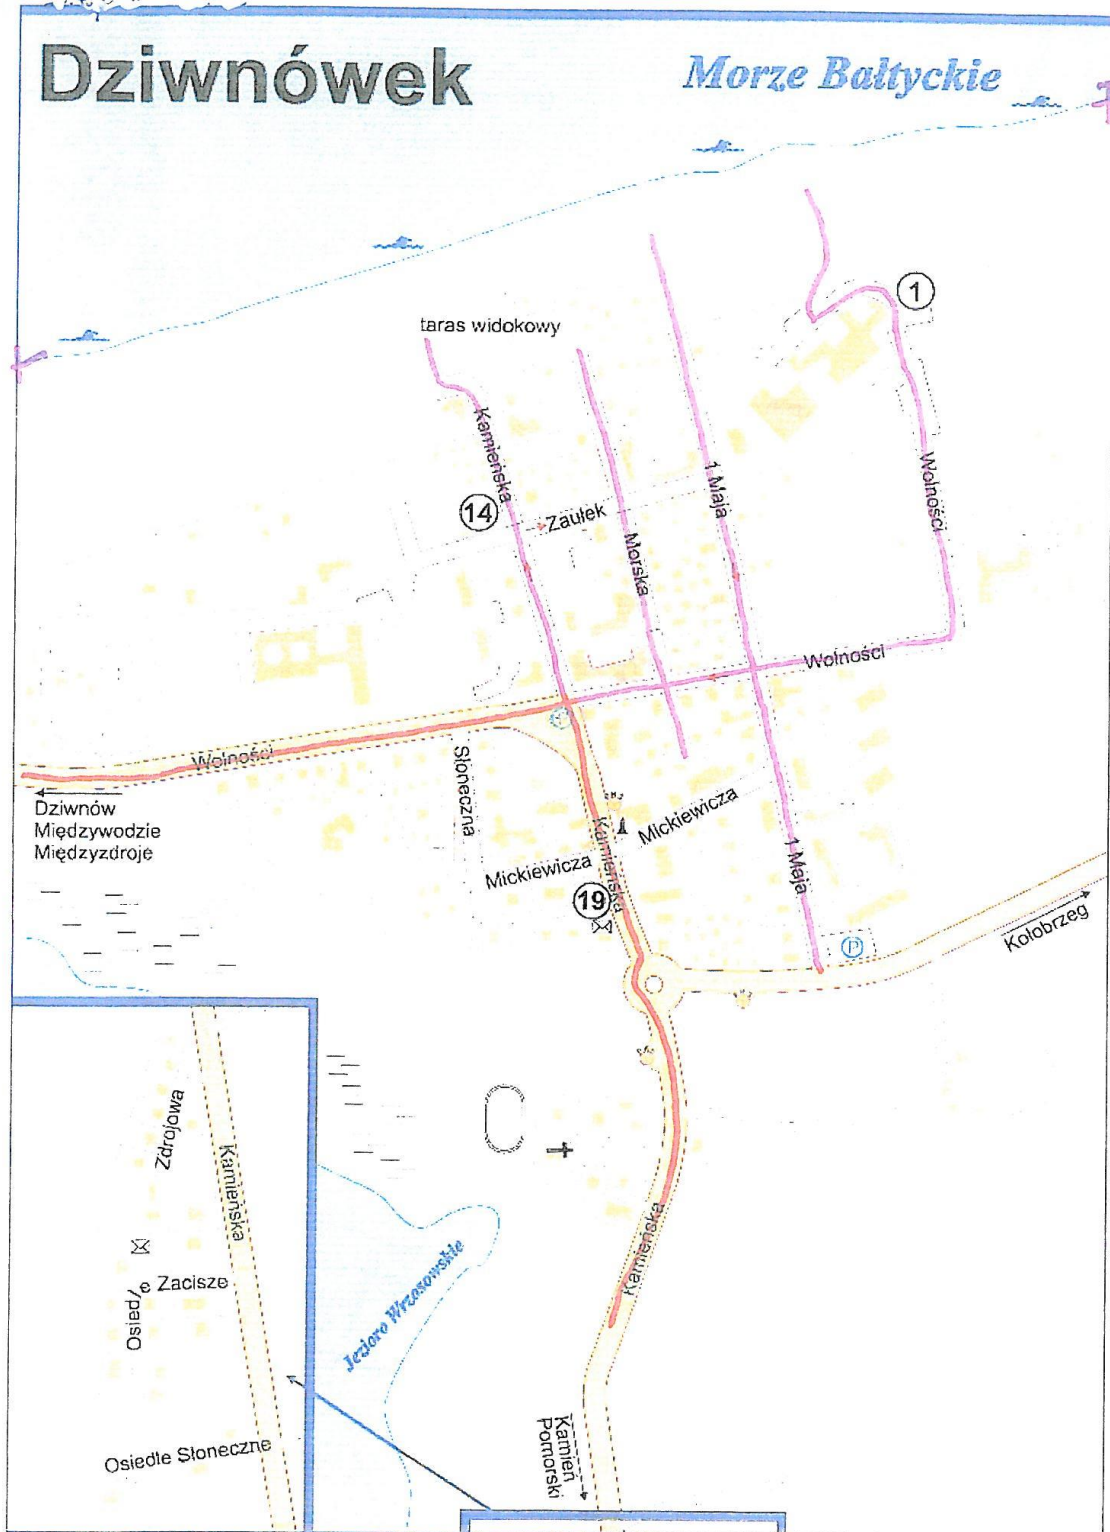 Dziwnówek
Morze Bałtyckie
1
taras widokowy
Kamieńska
14
Zaułek
1 Maja
Wolności
Morska
Wolności
Wolności
Słoneczna
Dziwnów
Międzywodzie
Międzyzdroje
Mickiewicza
Kamieńska
Mickiewicza
19
1 Maja
P
Kołobrzeg
Zdrojowa
Kamieńska
Osiedle Zacisze
Osiedle Słoneczne
Jezioro Wrzosowskie
Kamieńska
Kamień
Pomorski